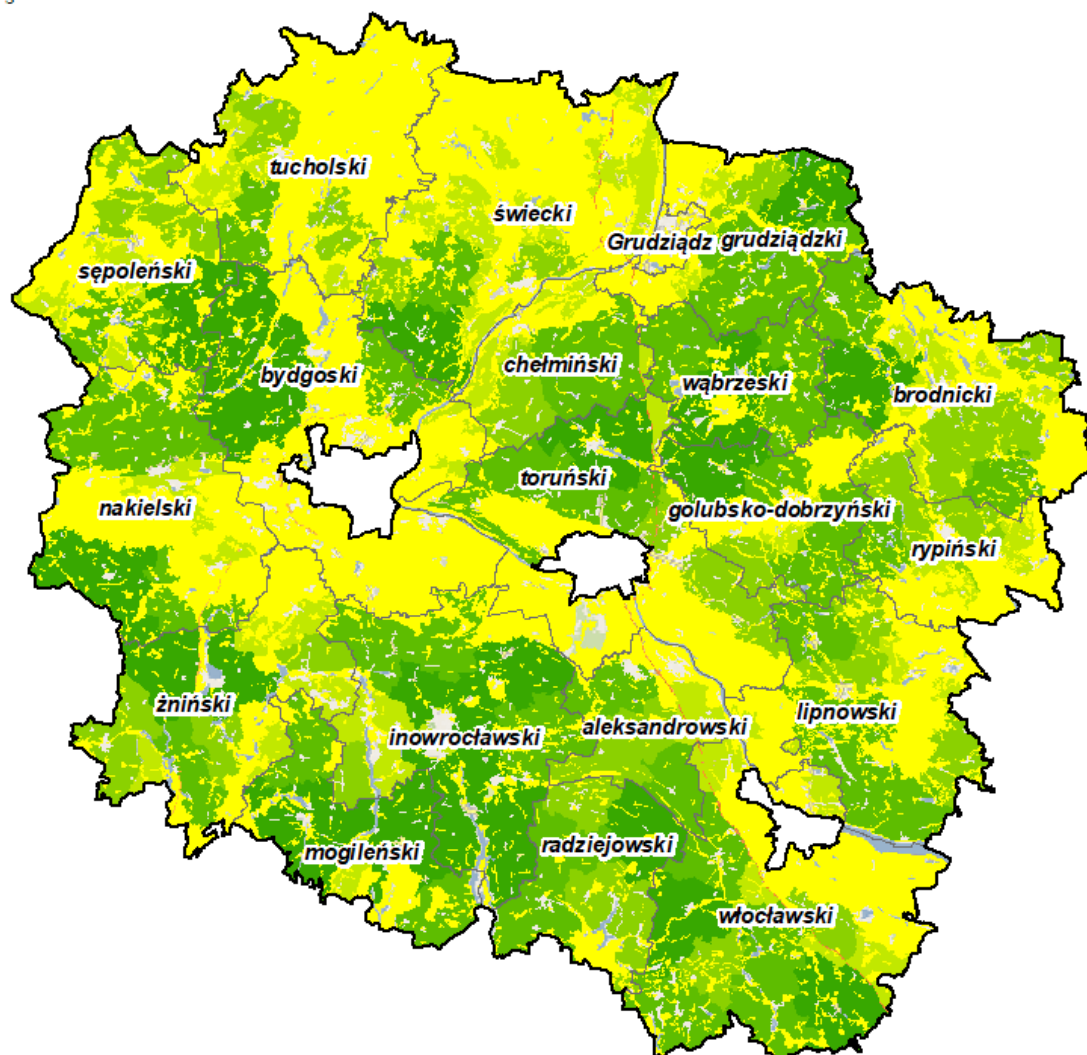 tucholski
świecki
Grudziądz
grudziądzki
sępoleński
bydgoski
chełmiński
wąbrzeski
brodnicki
toruński
nakielski
golubsko-dobrzyński
rypiński
żniński
inowrocławski
aleksandrowski
lipnowski
mogileński
radziejowski
włocławski